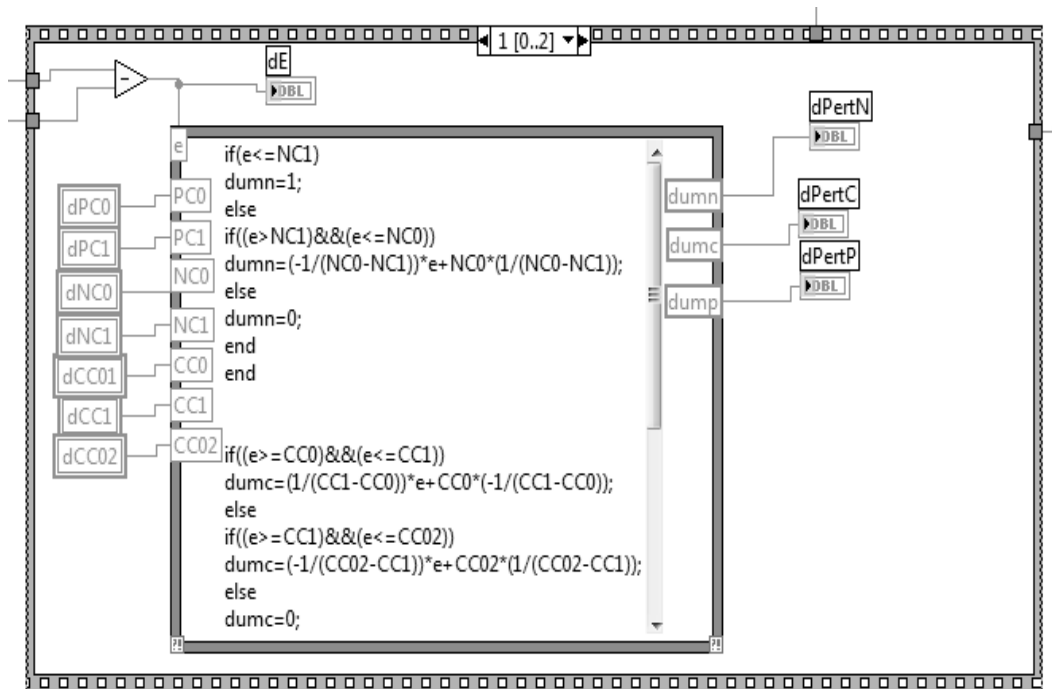 1 [0..2]
dE
DBL
dPertN
DBL
dPertC
DBL
dPertP
DBL
e
dPC0
PC0
dPC1
PC1
dNC0
NC0
dNC1
NC1
dCC01
CC0
dCC1
CC1
dCC02
CC02
if(e<=NC1)
dumn=1;
else
if((e>NC1)&&(e<=NC0))
dumn=(-1/(NC0-NC1))*e+NC0*(1/(NC0-NC1));
else
dumn=0;
end
end
if((e>=CC0)&&(e<=CC1))
dumc=(1/(CC1-CC0))*e+CC0*(-1/(CC1-CC0));
else
if((e>=CC1)&&(e<=CC02))
dumc=(-1/(CC02-CC1))*e+CC02*(1/(CC02-CC1));
else
dumc=0;
dumn
dumc
dump
?!
?!